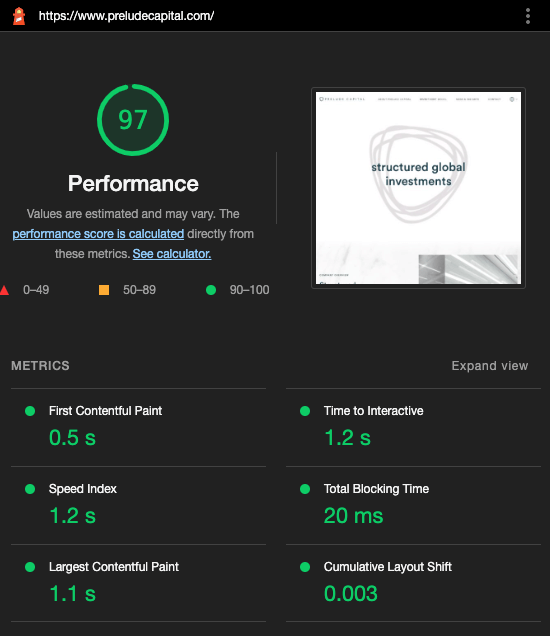 https://www.preludecapital.com/
97
Performance
Values are estimated and may vary. The
performance score is calculated directly from
these metrics. See calculator.
0–49
50–89
90–100
PRELUDE CAPITAL
structured global
investments
METRICS
Expand view
First Contentful Paint
0.5 s
Time to Interactive
1.2 s
Speed Index
1.2 s
Total Blocking Time
20 ms
Largest Contentful Paint
1.1 s
Cumulative Layout Shift
0.003